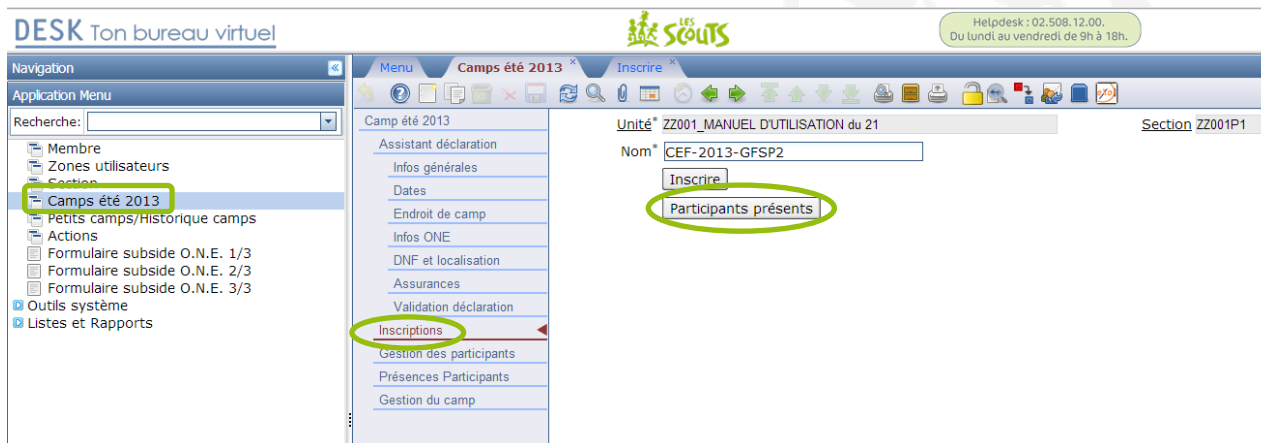 DESK Ton bureau virtuel
LES SCOUTS
Helpdesk : 02.508.12.00.
Du lundi au vendredi de 9h à 18h.
Navigation
Application Menu
Recherche:
Membre
Zones utilisateurs
Section
Camps été 2013
Petits camps/Historique camps
Actions
Formulaire subside O.N.E. 1/3
Formulaire subside O.N.E. 2/3
Formulaire subside O.N.E. 3/3
Outils système
Listes et Rapports
Menu Camps été 2013 × Inscrire ×
Camp été 2013
Assistant déclaration
Infos générales
Dates
Endroit de camp
Infos ONE
DNF et localisation
Assurances
Validation déclaration
Inscriptions
Gestion des participants
Présences Participants
Gestion du camp
Unité* ZZ001_MANUEL D'UTILISATION du 21 Section ZZ001P1
Nom* CEF-2013-GFSP2
Inscrire
Participants présents